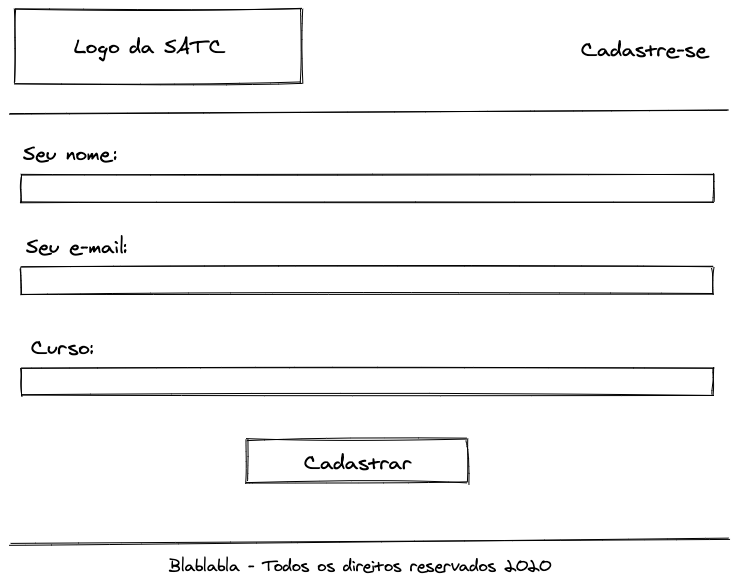 Logo da SATC
Cadastre-se
Seu nome:
Seu e-mail:
Curso:
Cadastrar
Blablabla - Todos os direitos reservados 2020